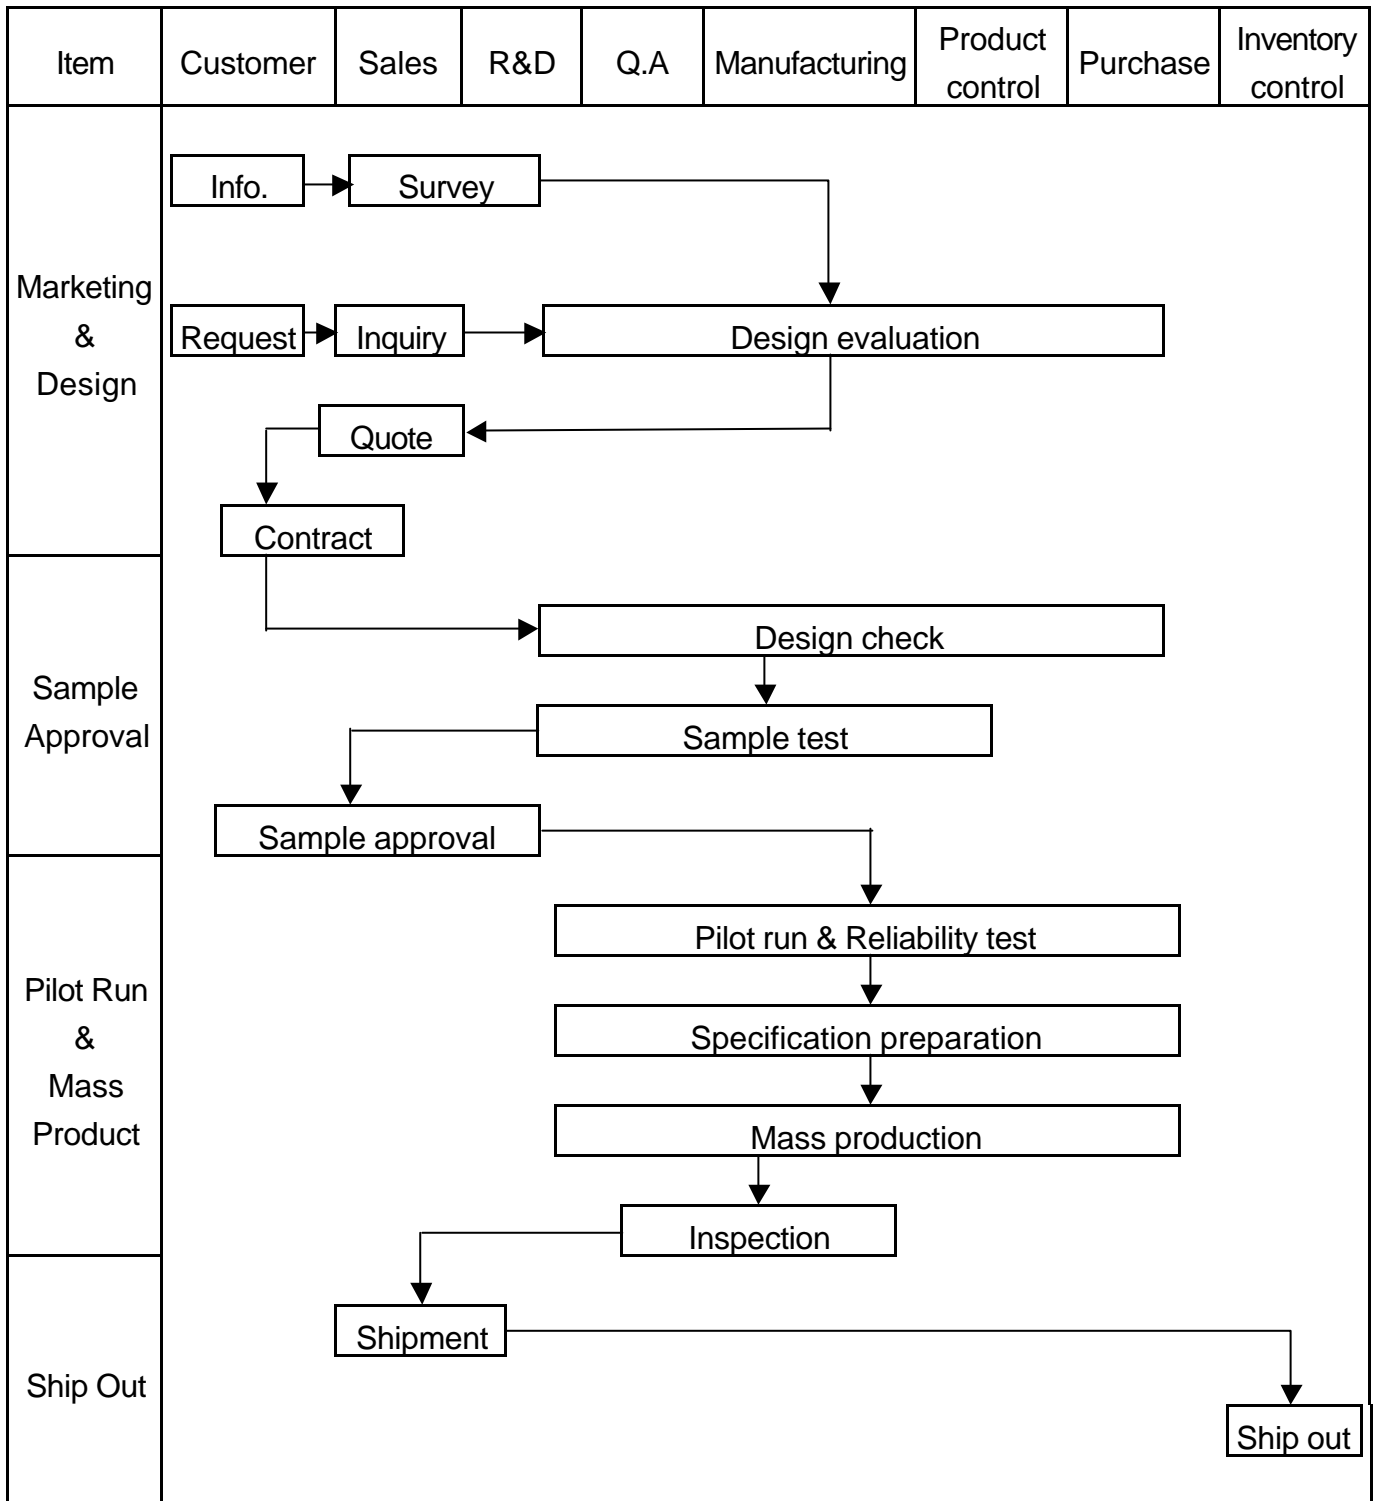 Item
Customer
Sales
R&D
Q.A
Manufacturing
Product
control
Purchase
Inventory
control
Marketing
&
Design
Info.
Survey
Request
Inquiry
Design evaluation
Quote
Contract
Sample
Approval
Design check
Sample test
Sample approval
Pilot Run
&
Mass
Product
Pilot run & Reliability test
Specification preparation
Mass production
Inspection
Ship Out
Shipment
Ship out